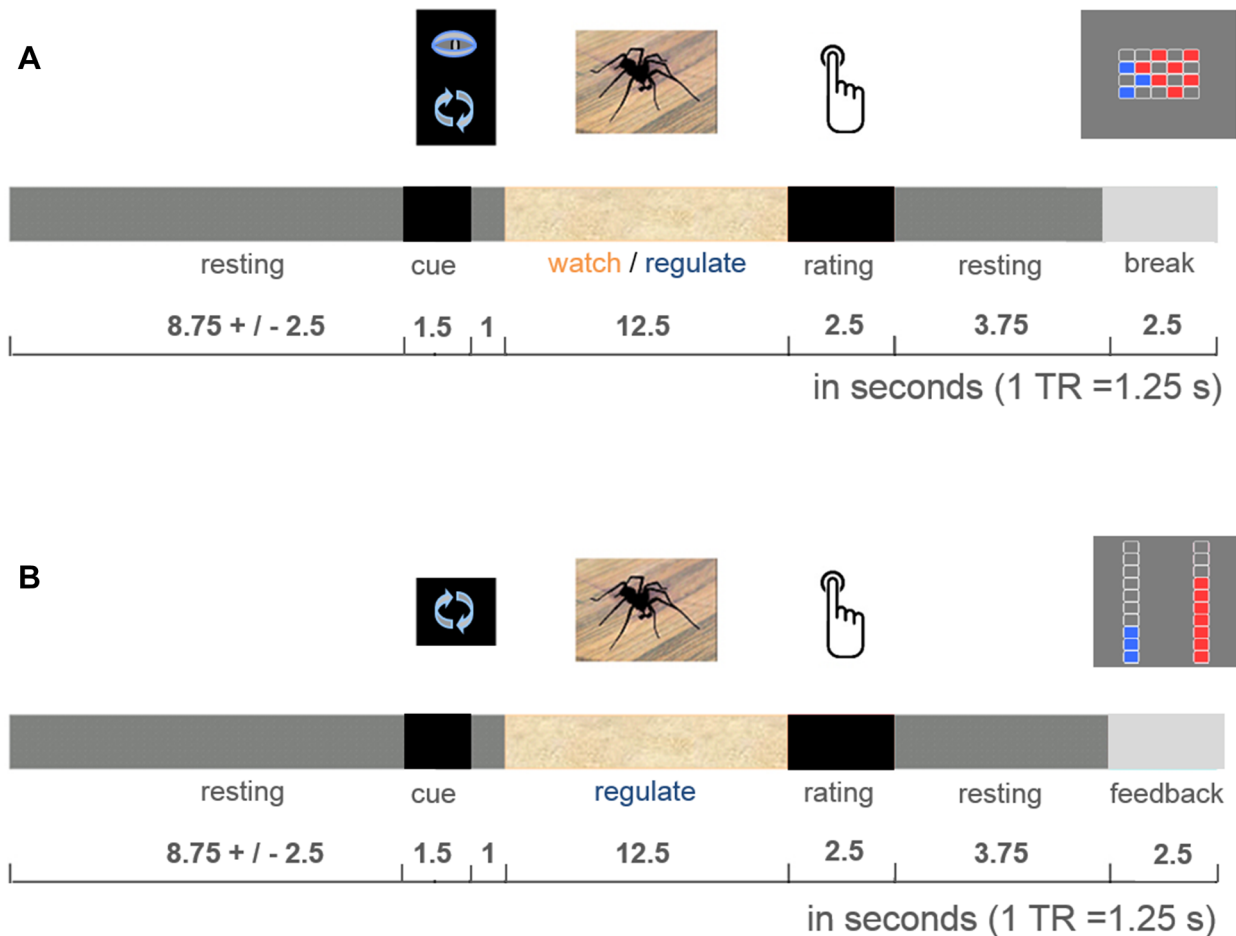 A
resting cue watch / regulate rating resting break
8.75 + / - 2.5 1.5 1 12.5 2.5 3.75 2.5
in seconds (1 TR =1.25 s)
B
resting cue regulate rating resting feedback
8.75 + / - 2.5 1.5 1 12.5 2.5 3.75 2.5
in seconds (1 TR =1.25 s)